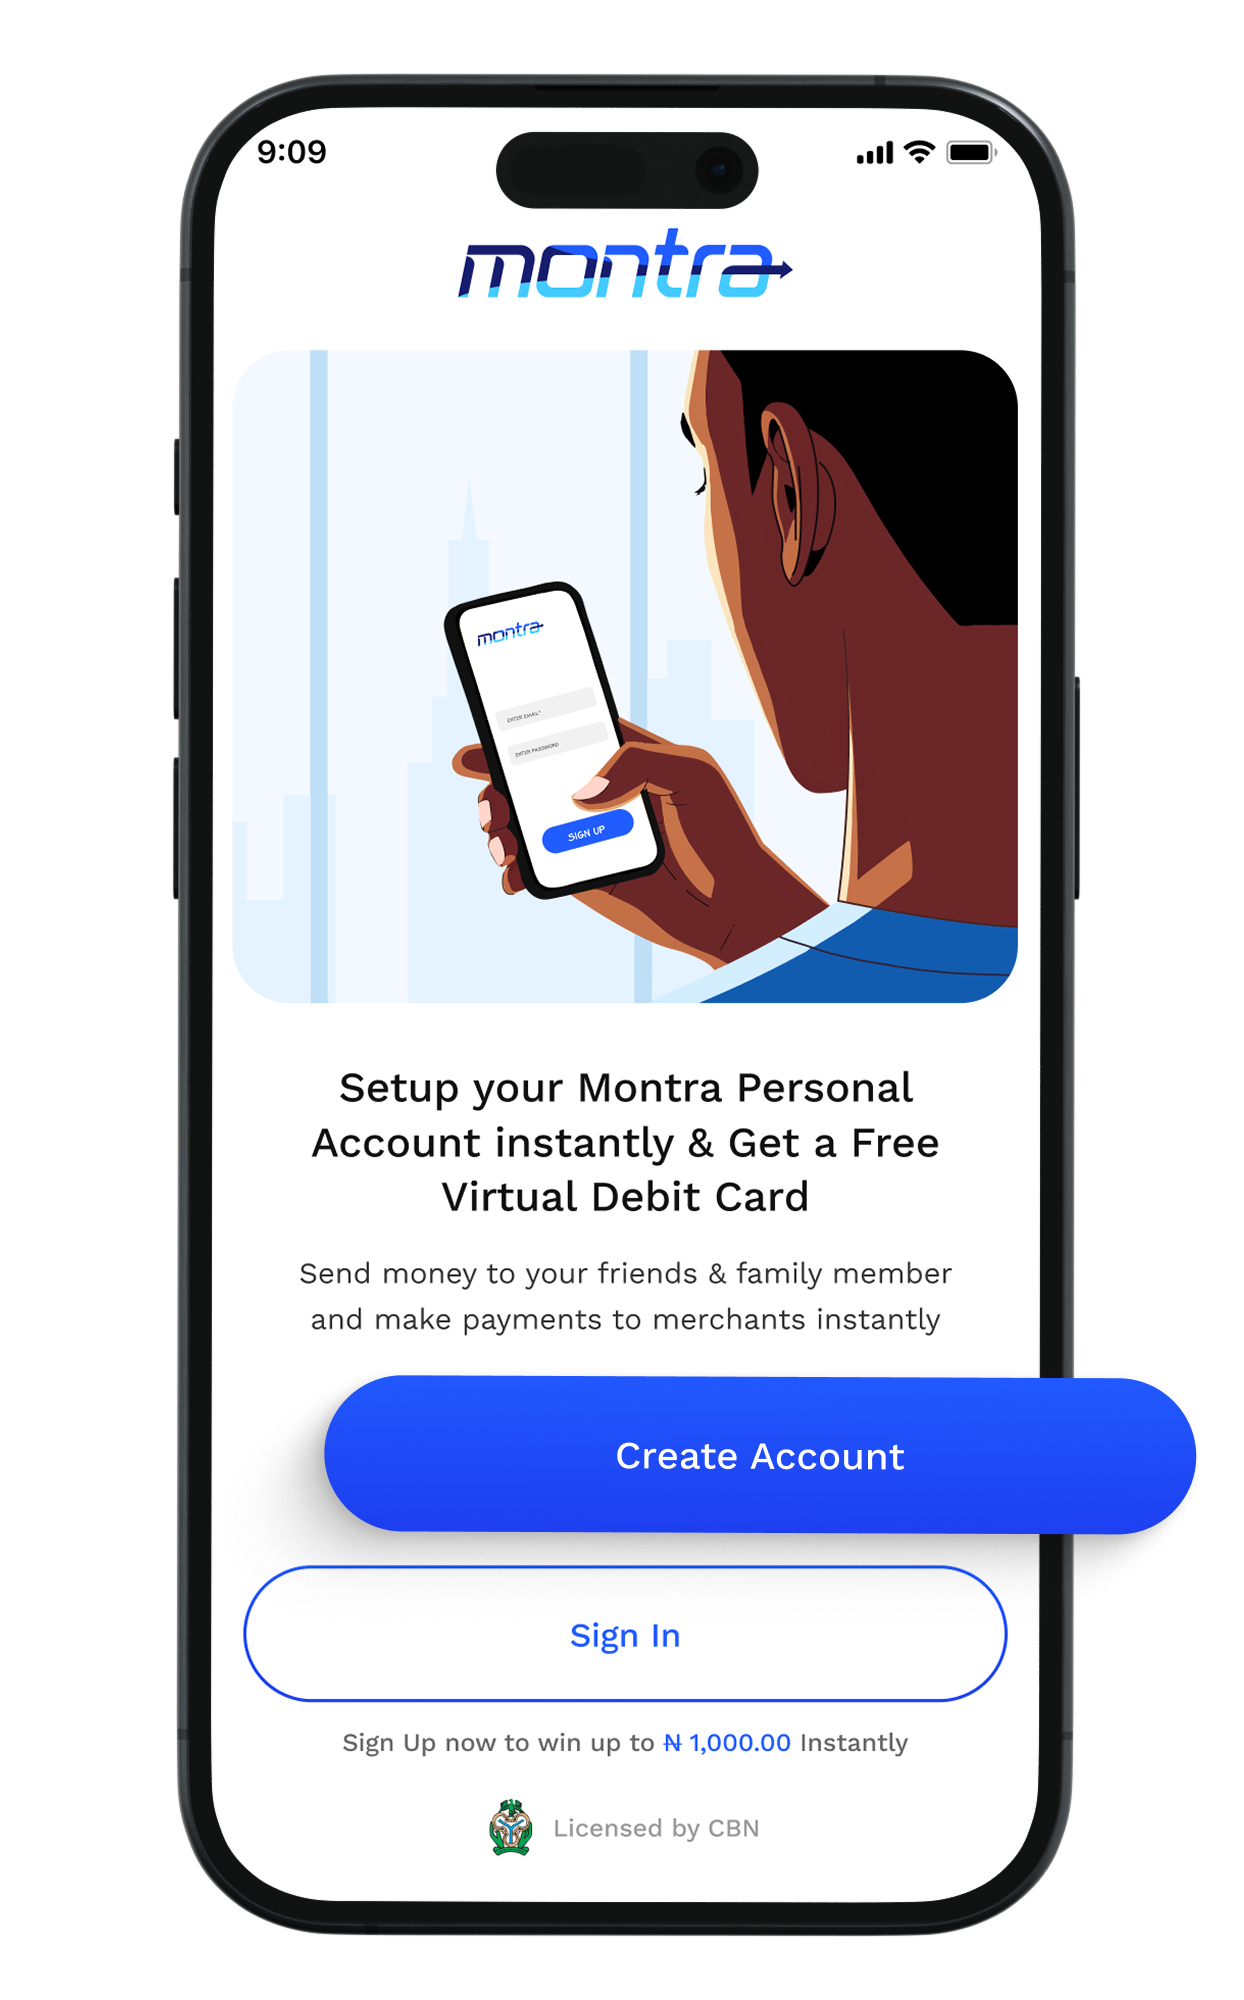 9:09
montra
montra
ENTER EMAIL*
ENTER PASSWORD
SIGN UP
Setup your Montra Personal
Account instantly & Get a Free
Virtual Debit Card
Send money to your friends & family member
and make payments to merchants instantly
Create Account
Sign In
Sign Up now to win up to ₦ 1,000.00 Instantly
Licensed by CBN